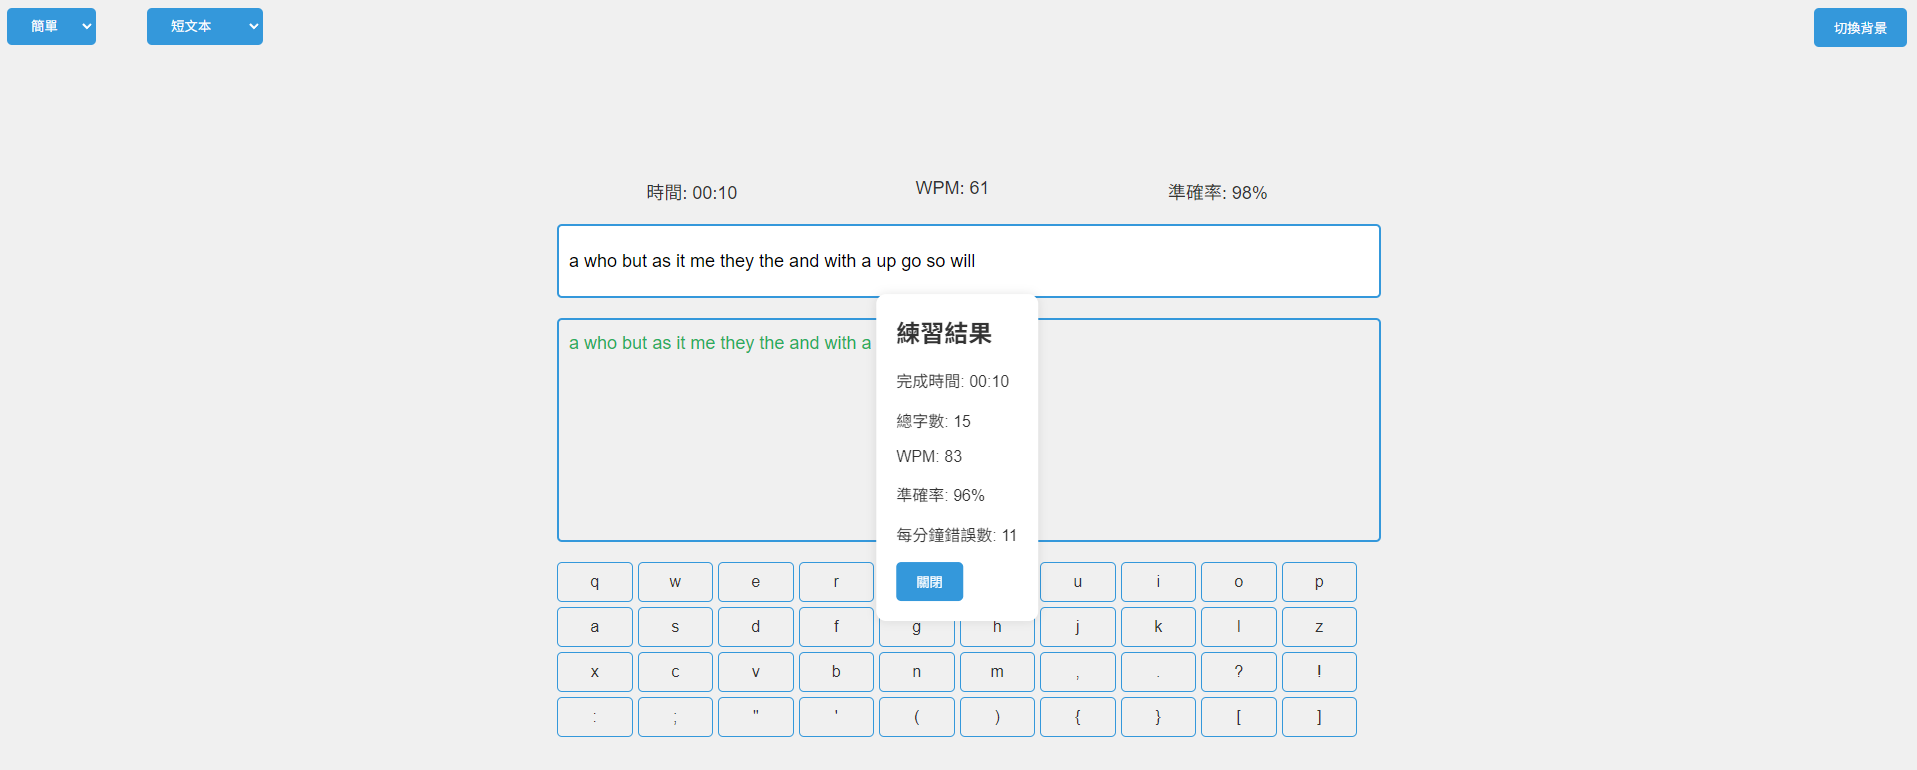 簡單
短文本
切換背景
時間: 00:10
WPM: 61
準確率: 98%
a who but as it me they the and with a up go so will
a who but as it me they the and with a
練習結果
完成時間: 00:10
總字數: 15
WPM: 83
準確率: 96%
每分鐘錯誤數: 11
關閉
q w e r u i o p
a s d f g h j k l z
x c v b n m , . ? !
: ; " ' ( ) { } [ ]